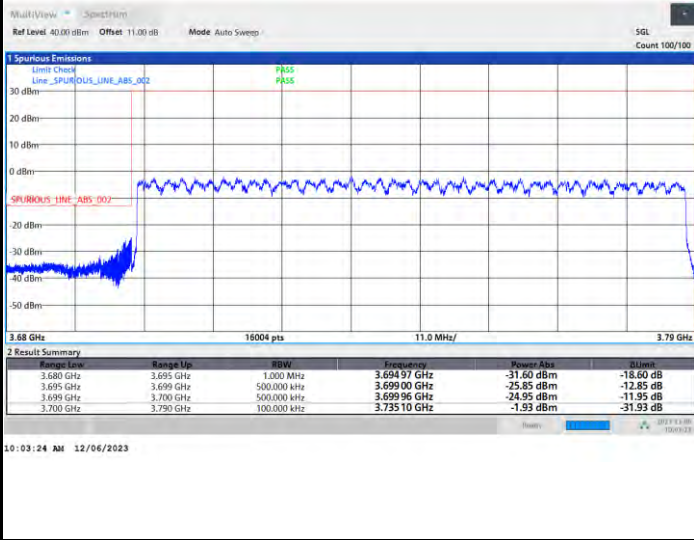 MultiView Spectrum
Ref Level 40.00 dBm Offset 11.00 dB Mode Auto Sweep SGL
Count 100/100
1 Spurious Emissions
Limit Check PASS
Line _SPURIOUS_LINE_ABS_002 PASS
30 dBm
20 dBm
10 dBm
0 dBm
SPURIOUS_LINE_ABS_002
-20 dBm
-30 dBm
-40 dBm
-50 dBm
3.68 GHz 16004 pts 11.0 MHz/ 3.79 GHz
2 Result Summary
Range Low Range Up RBW Frequency Power Abs ΔLimit
3.680 GHz 3.695 GHz 1.000 MHz 3.694 97 GHz -31.60 dBm -18.60 dB
3.695 GHz 3.699 GHz 500.000 kHz 3.699 00 GHz -25.85 dBm -12.85 dB
3.699 GHz 3.700 GHz 500.000 kHz 3.699 96 GHz -24.95 dBm -11.95 dB
3.700 GHz 3.790 GHz 100.000 kHz 3.735 10 GHz -1.93 dBm -31.93 dB
Ready
10:03:24 AM 12/06/2023